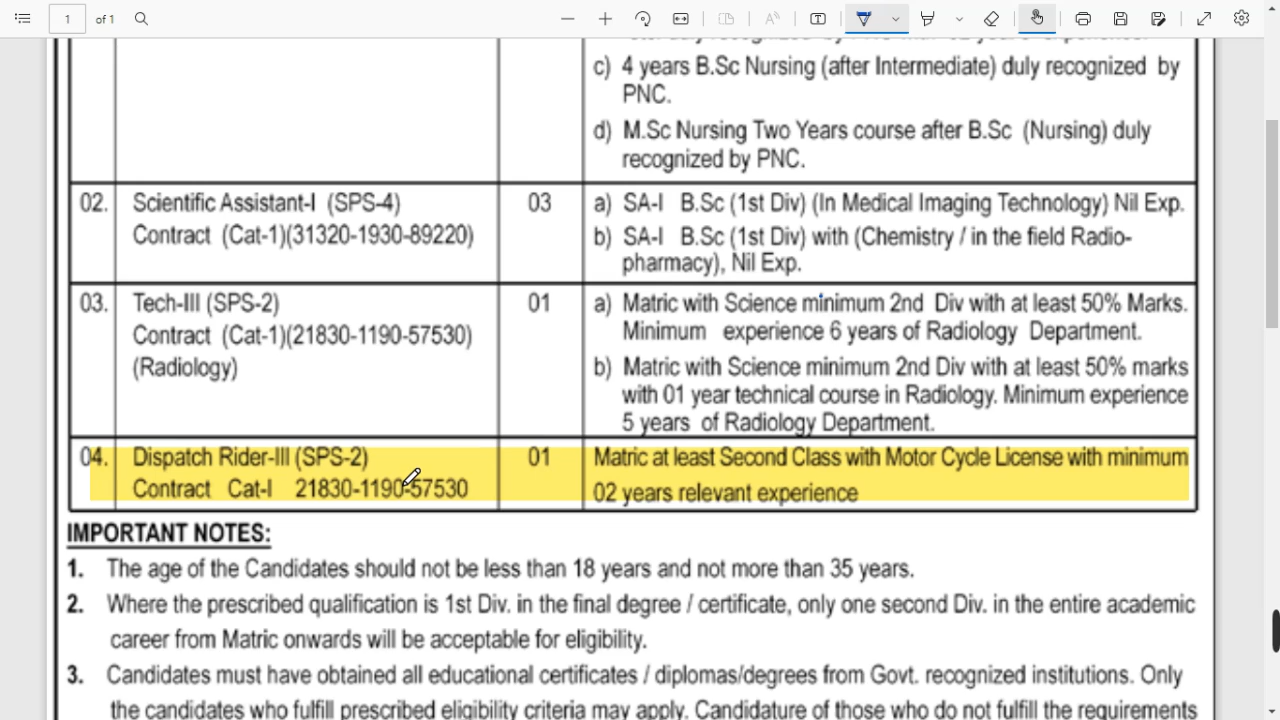 1 of 1
c) 4 years B.Sc Nursing (after Intermediate) duly recognized by
PNC.
d) M.Sc Nursing Two Years course after B.Sc (Nursing) duly
recognized by PNC.
02. Scientific Assistant-I (SPS-4) 03 a) SA-I B.Sc (1st Div) (In Medical Imaging Technology) Nil Exp.
Contract (Cat-1)(31320-1930-89220) b) SA-I B.Sc (1st Div) with (Chemistry / in the field Radio-
pharmacy), Nil Exp.
03. Tech-III (SPS-2) 01 a) Matric with Science minimum 2nd Div with at least 50% Marks.
Contract (Cat-1)(21830-1190-57530) Minimum experience 6 years of Radiology Department.
(Radiology) b) Matric with Science minimum 2nd Div with at least 50% marks
with 01 year technical course in Radiology. Minimum experience
5 years of Radiology Department.
04. Dispatch Rider-III (SPS-2) 01 Matric at least Second Class with Motor Cycle License with minimum
Contract Cat-I 21830-1190-57530 02 years relevant experience
IMPORTANT NOTES:
1. The age of the Candidates should not be less than 18 years and not more than 35 years.
2. Where the prescribed qualification is 1st Div. in the final degree / certificate, only one second Div. in the entire academic
career from Matric onwards will be acceptable for eligibility.
3. Candidates must have obtained all educational certificates / diplomas/degrees from Govt. recognized institutions. Only
the candidates who fulfill prescribed eligibility criteria may apply. Candidature of those who do not fulfill the requirements